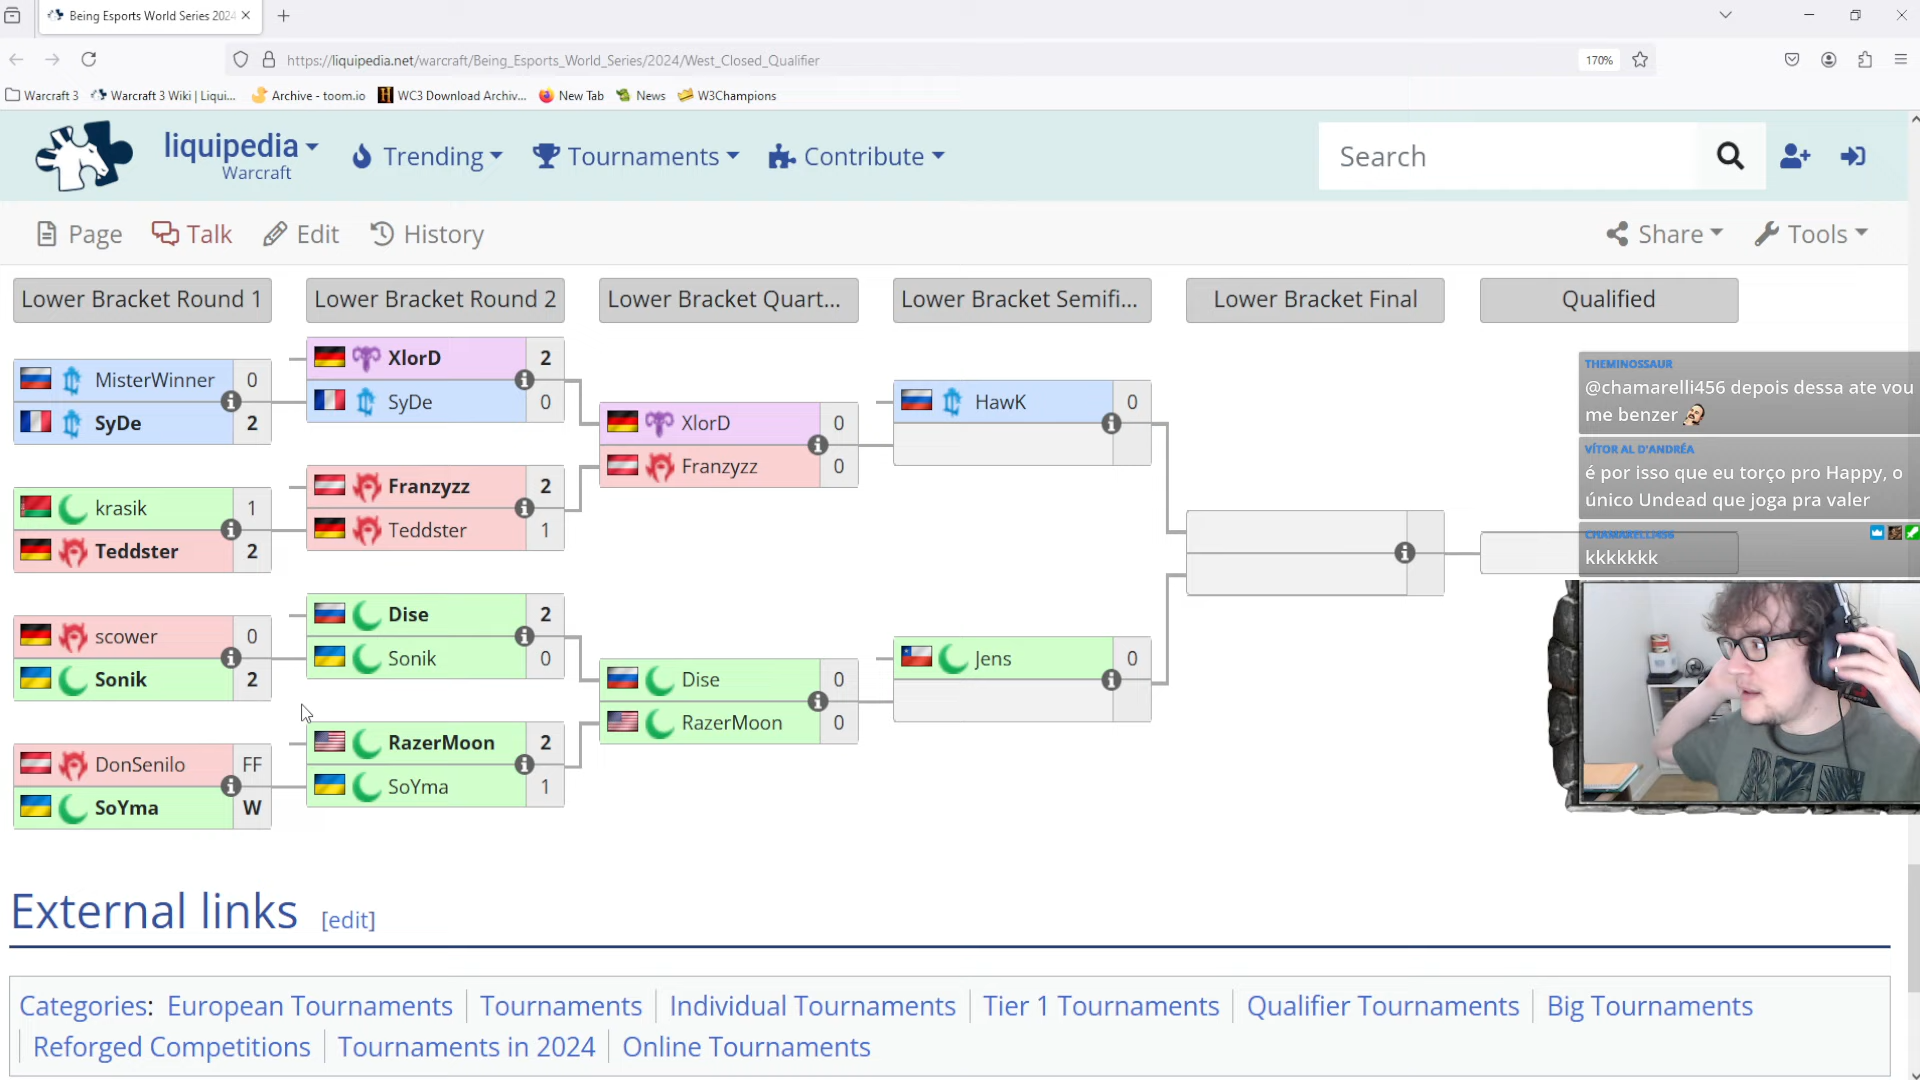 Being Esports World Series 2024
https://liquipedia.net/warcraft/Being_Esports_World_Series/2024/West_Closed_Qualifier
170%
Warcraft 3
Warcraft 3 Wiki | Liqui...
Archive - toom.io
WC3 Download Archiv...
New Tab
News
W3Champions
liquipedia
Warcraft
Trending
Tournaments
Contribute
Search
Page
Talk
Edit
History
Share
Tools
Lower Bracket Round 1
Lower Bracket Round 2
Lower Bracket Quart...
Lower Bracket Semifi...
Lower Bracket Final
Qualified
MisterWinner 0
SyDe 2
krasik 1
Teddster 2
scower 0
Sonik 2
DonSenilo FF
SoYma W
XlorD 2
SyDe 0
Franzyzz 2
Teddster 1
Dise 2
Sonik 0
RazerMoon 2
SoYma 1
XlorD 0
Franzyzz 0
Dise 0
RazerMoon 0
HawK 0
Jens 0
THEMINOSSAUR
@chamarelli456 depois dessa ate vou
me benzer
VÍTOR AL D'ANDRÉA
é por isso que eu torço pro Happy, o
único Undead que joga pra valer
CHAMARELLI456
kkkkkkk
External links
[edit]
Categories: European Tournaments | Tournaments | Individual Tournaments | Tier 1 Tournaments | Qualifier Tournaments | Big Tournaments
| Reforged Competitions | Tournaments in 2024 | Online Tournaments